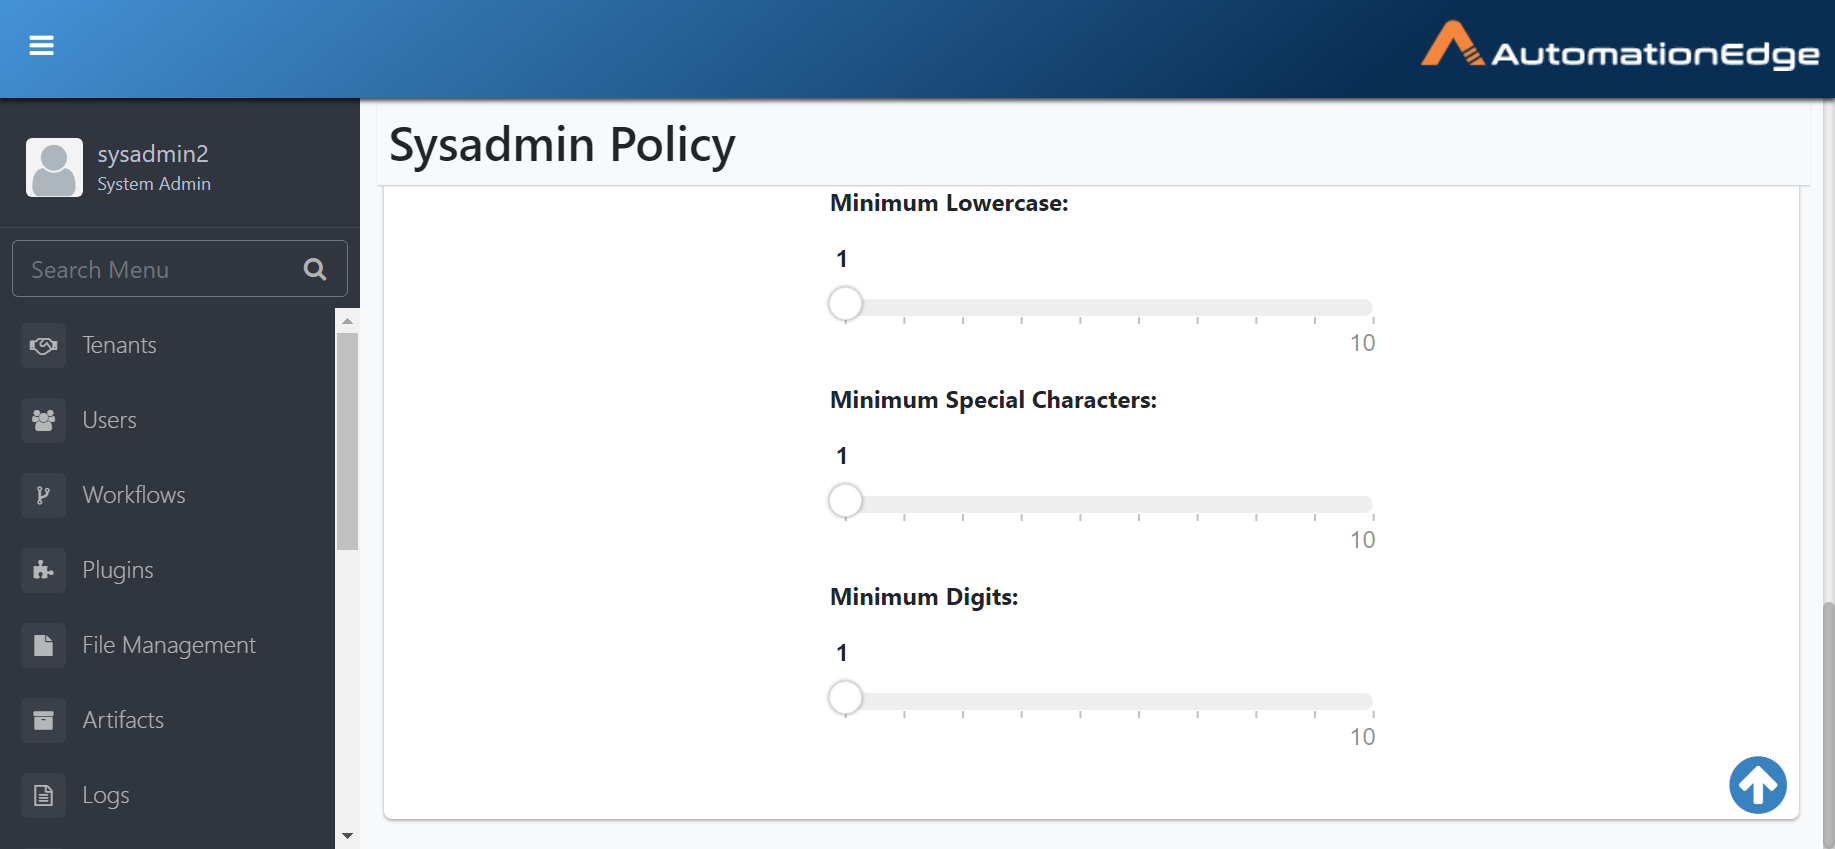 AutomationEdge
sysadmin2
System Admin
Search Menu
Tenants
Users
Workflows
Plugins
File Management
Artifacts
Logs
Sysadmin Policy
Minimum Lowercase:
1
10
Minimum Special Characters:
1
10
Minimum Digits:
1
10